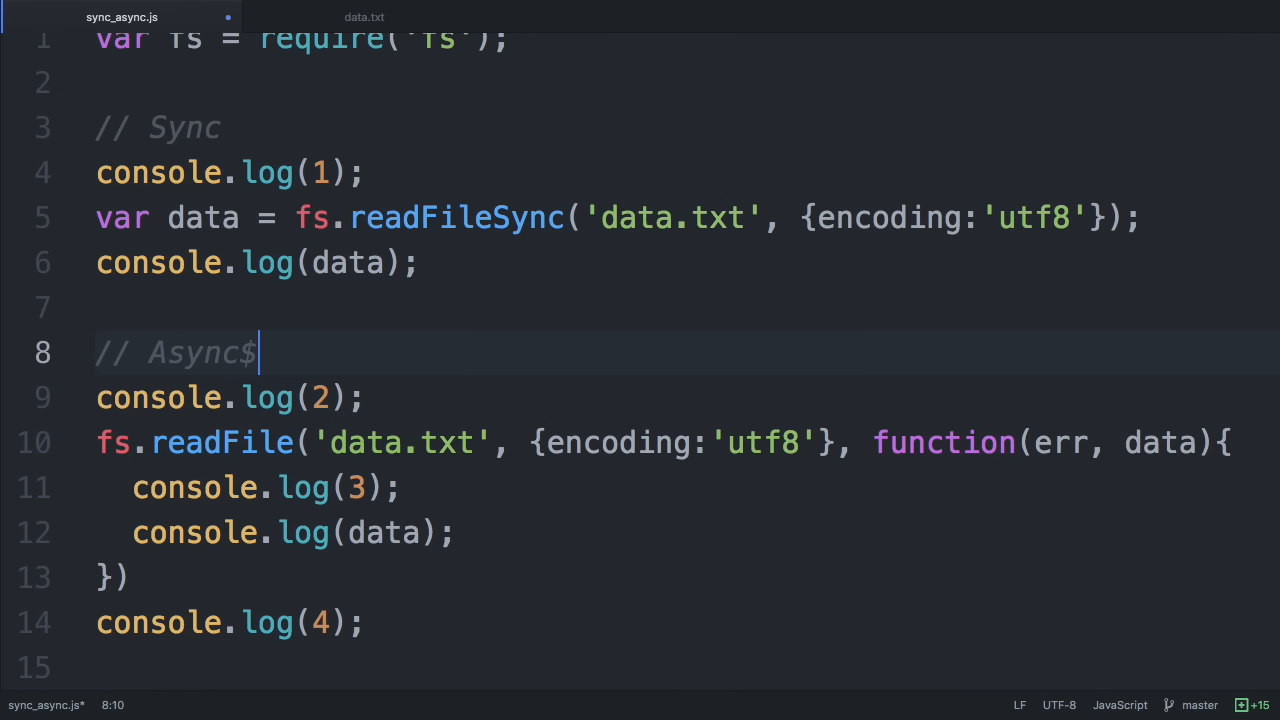 sync_async.js data.txt
1 var fs = require('fs');
2
3 // Sync
4 console.log(1);
5 var data = fs.readFileSync('data.txt', {encoding:'utf8'});
6 console.log(data);
7
8 // Async$
9 console.log(2);
10 fs.readFile('data.txt', {encoding:'utf8'}, function(err, data){
11 console.log(3);
12 console.log(data);
13 })
14 console.log(4);
15
sync_async.js* 8:10 LF UTF-8 JavaScript master +15